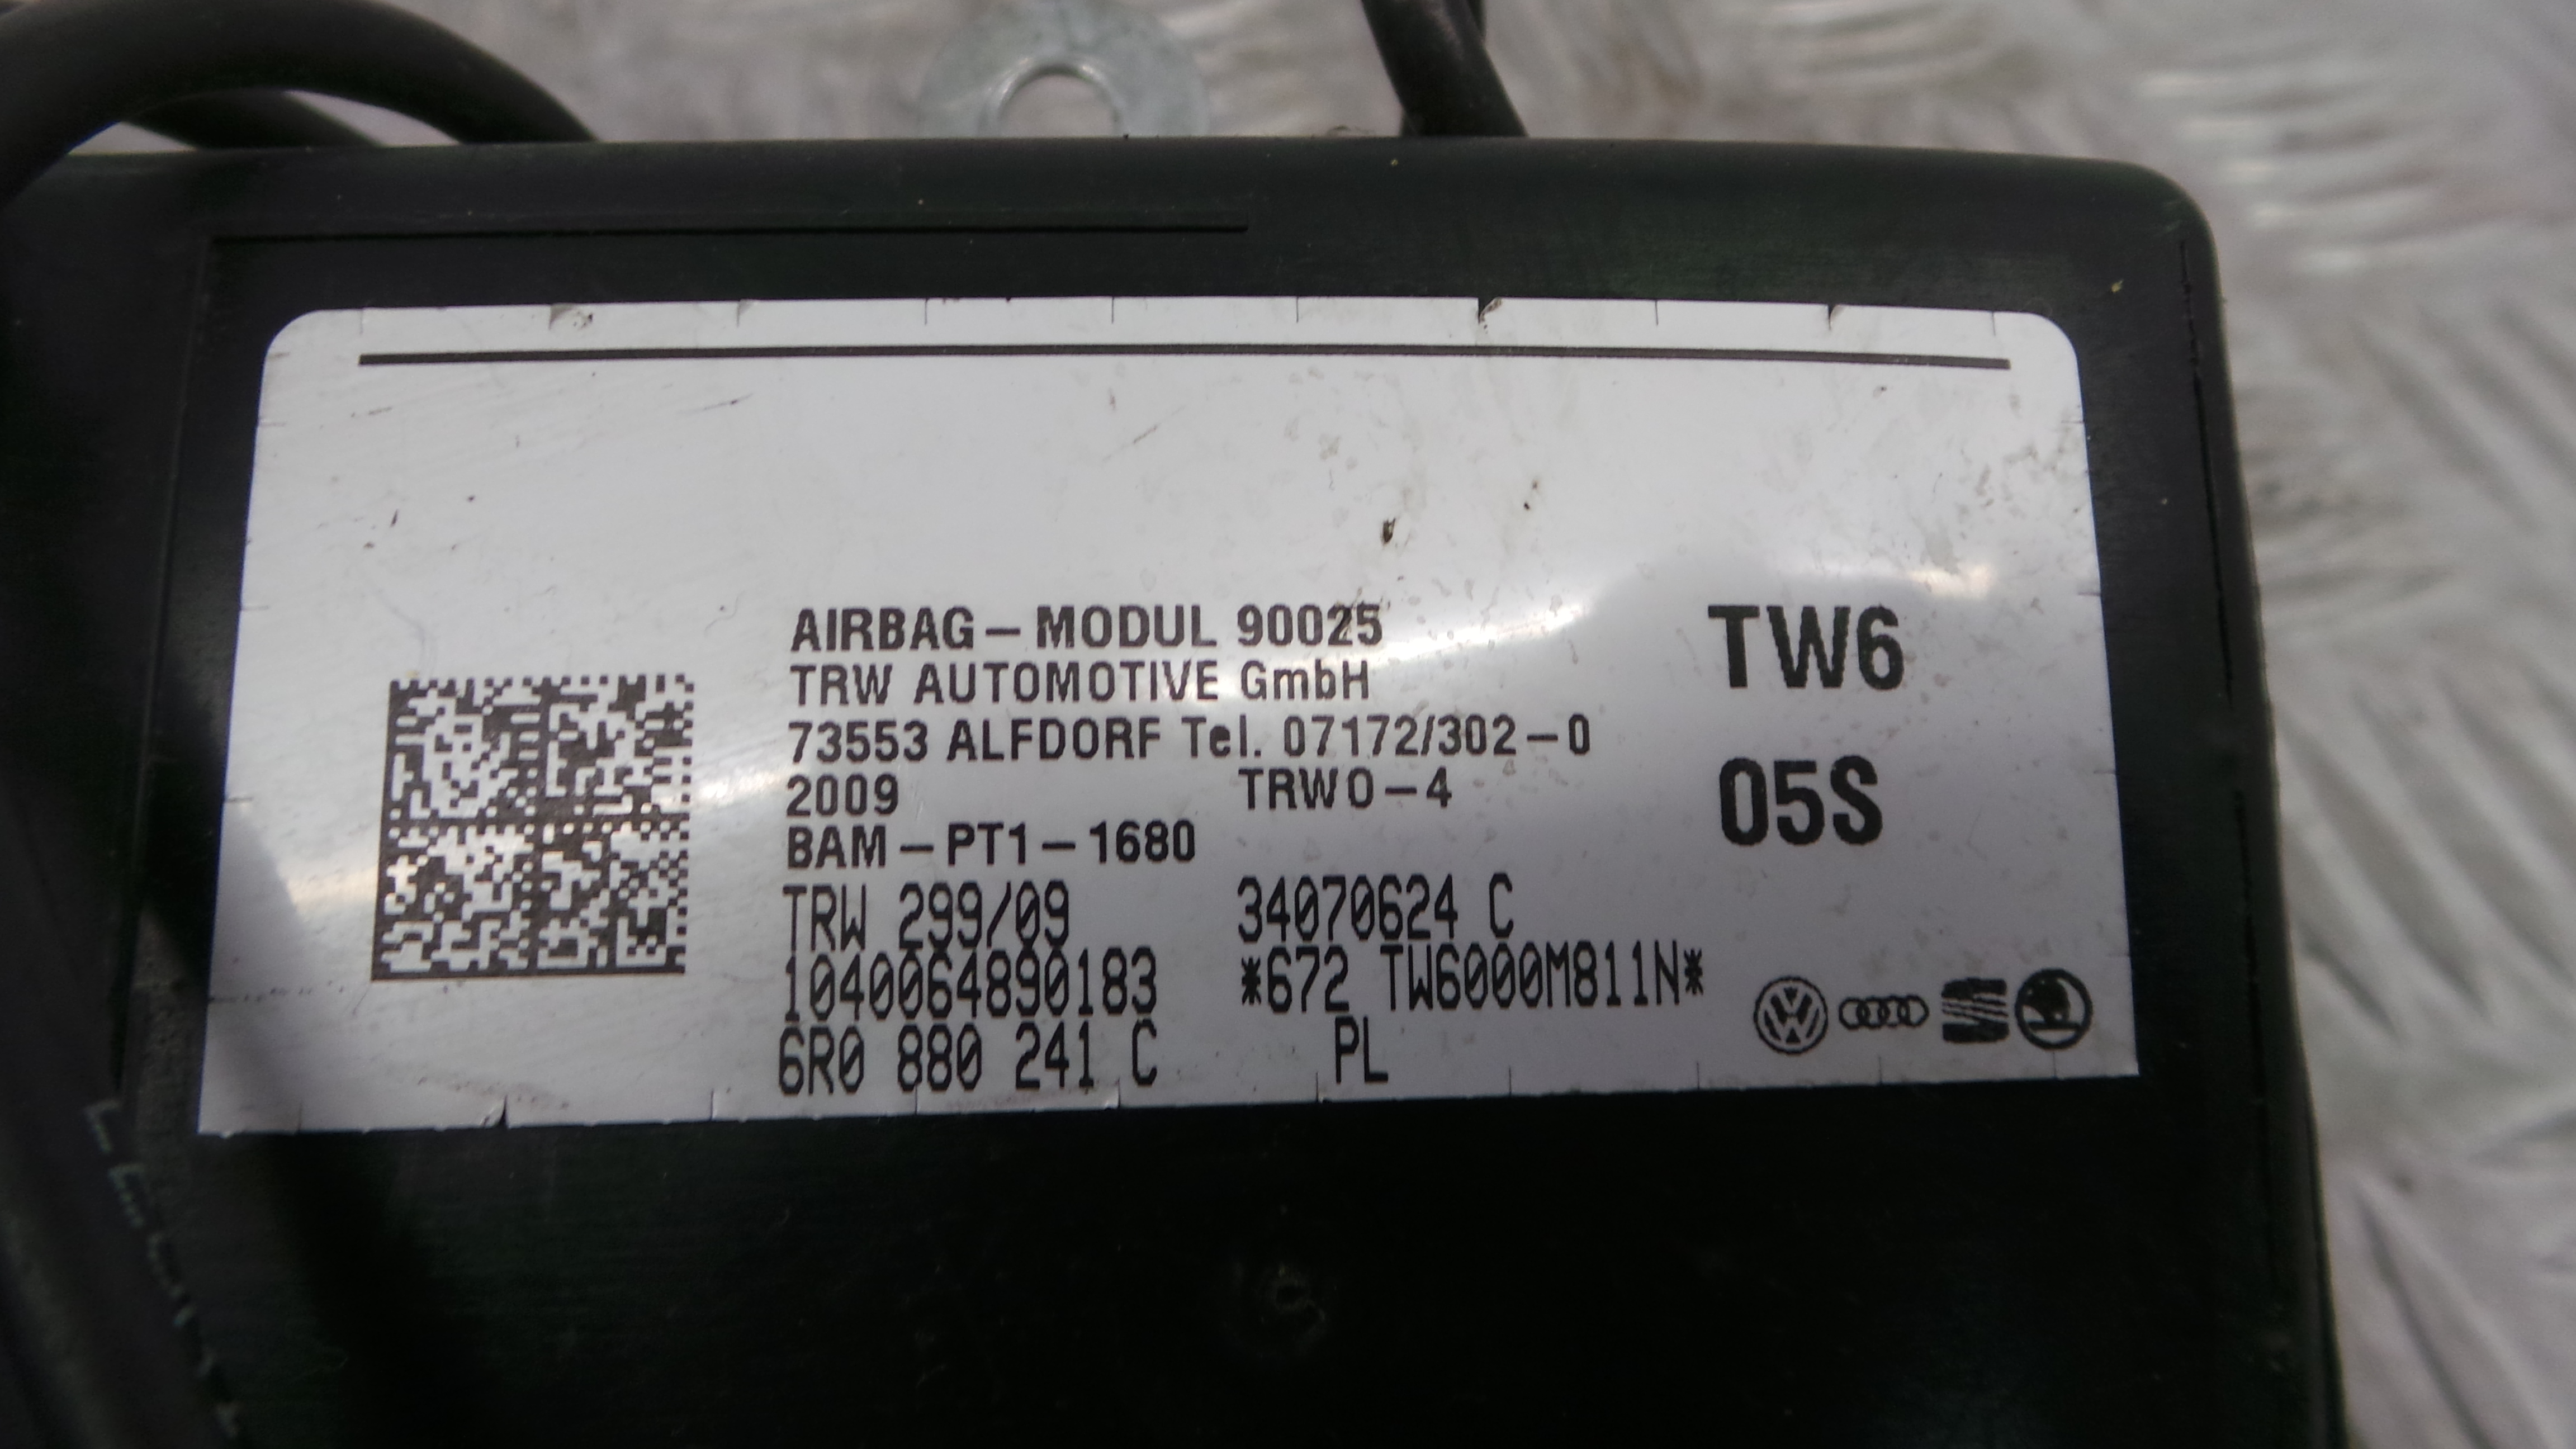 AIRBAG – MODUL 90025
TRW AUTOMOTIVE GmbH
73553 ALFDORF Tel. 07172/302–0
2009 TRWO–4
BAM – PT1 – 1680
TRW 299/09 34070624 C
1040064890183 *672 TW6000M811N*
6R0 880 241 C PL
TW6
05S